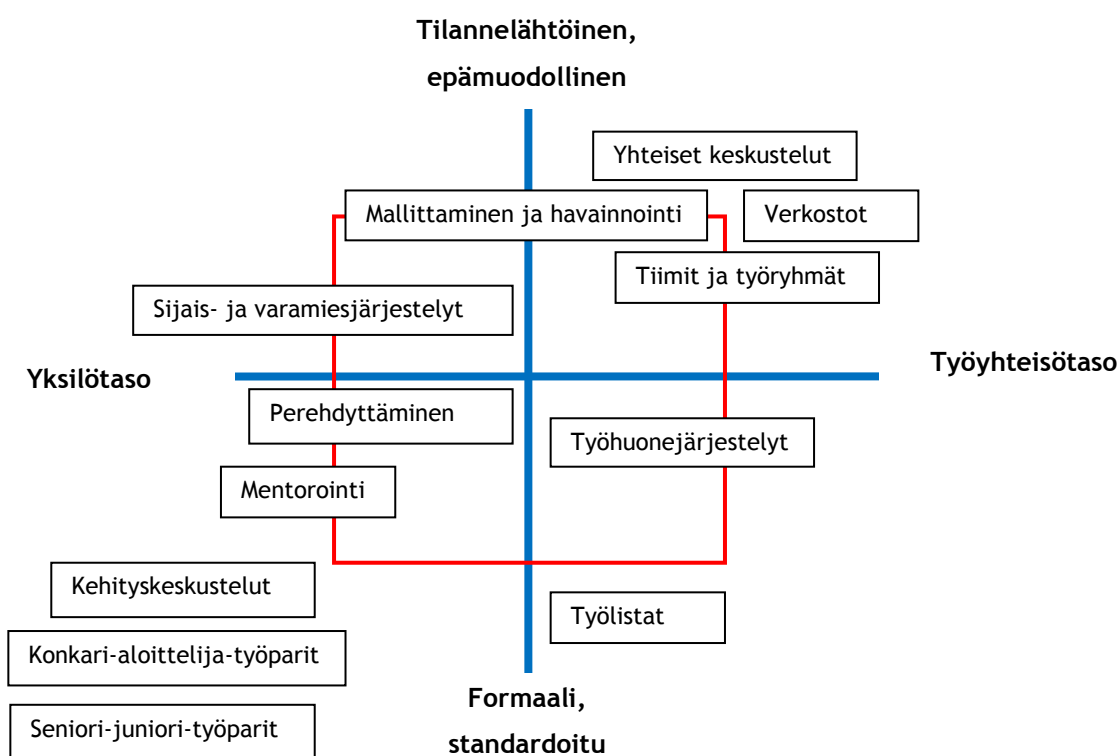 Tilannelähtöinen,
epämuodollinen
Yhteiset keskustelut
Mallittaminen ja havainnointi
Verkostot
Tiimit ja työryhmät
Sijais- ja varamiesjärjestelyt
Yksilötaso
Työyhteisötaso
Perehdyttäminen
Työhuonejärjestelyt
Mentorointi
Kehityskeskustelut
Työlistat
Konkari-aloittelija-työparit
Seniori-juniori-työparit
Formaali,
standardoitu